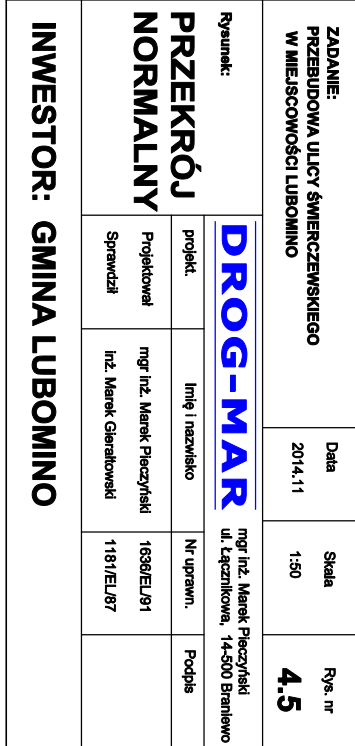 ZADANIE:
PRZEBUDOWA ULICY ŚWIERCZEWSKIEGO
W MIEJSCOWOŚCI LUBOMINO
Data
2014.11
Skala
1:50
Rys. nr
4.5
Rysunek:
PRZEKRÓJ
NORMALNY
DROG-MAR
mgr inż. Marek Pieczyński
ul. Łącznikowa, 14-500 Braniewo
projekt. Imię i nazwisko Nr uprawn. Podpis
Projektował mgr inż. Marek Pieczyński 1636/EL/91
Sprawdził inż. Marek Gierałtowski 1181/EL/87
INWESTOR: GMINA LUBOMINO